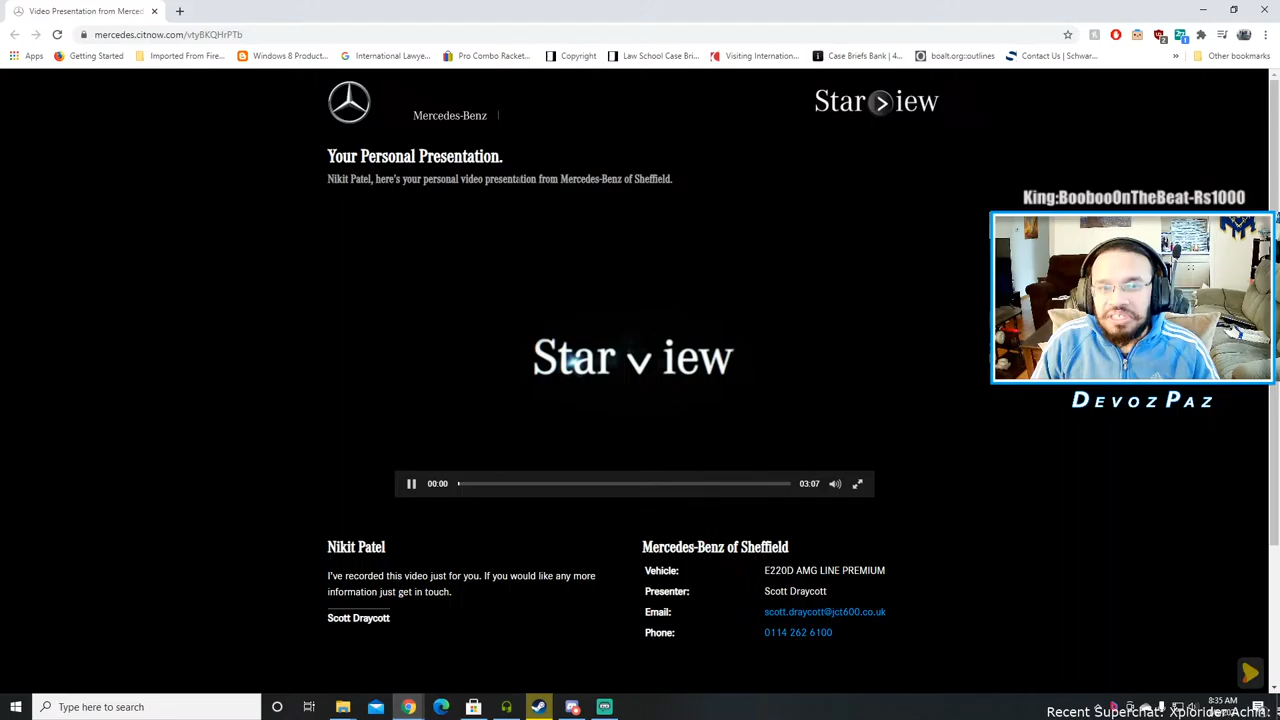 Video Presentation from Merced
mercedes.citnow.com/vtyBKQHrPTb
Apps
Getting Started
Imported From Fire...
Windows & Product...
International Lawye...
Pro Combo Racket...
Copyright
Law School Case Bri...
Visiting Internation...
Case Briefs Bank | 4...
boalt.org::outlines
Contact Us | Schwar...
»
Other bookmarks
Mercedes-Benz |
Star iew
Your Personal Presentation.
Nikit Patel, here's your personal video presentation from Mercedes-Benz of Sheffield.
King:BoobooOnTheBeat-Rs1000
Star v iew
DEVOZ PAZ
00:00
03:07
Nikit Patel
I've recorded this video just for you. If you would like any more
information just get in touch.
Scott Draycott
Mercedes-Benz of Sheffield
Vehicle: E220D AMG LINE PREMIUM
Presenter: Scott Draycott
Email: scott.draycott@jct600.co.uk
Phone: 0114 262 6100
Type here to search
8:35 AM
Recent Superchat: Xplorider Achia: